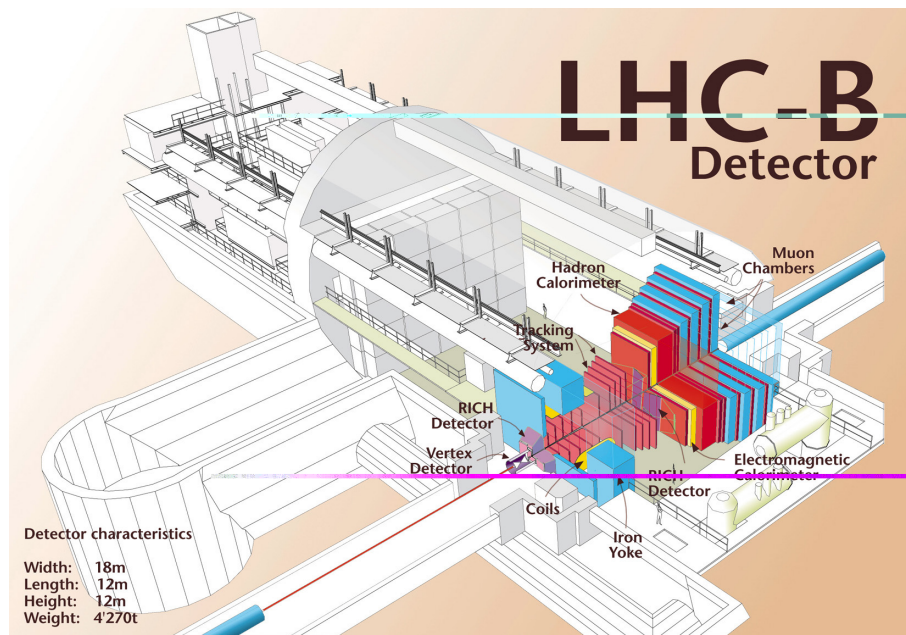 LHC-B
Detector
Muon
Chambers
Hadron
Calorimeter
Tracking
System
RICH
Detector
Vertex
Detector
Coils
Iron
Yoke
RICH
Detector
Electromagnetic
Calorimeter
Detector characteristics
Width: 18m
Length: 12m
Height: 12m
Weight: 4'270t